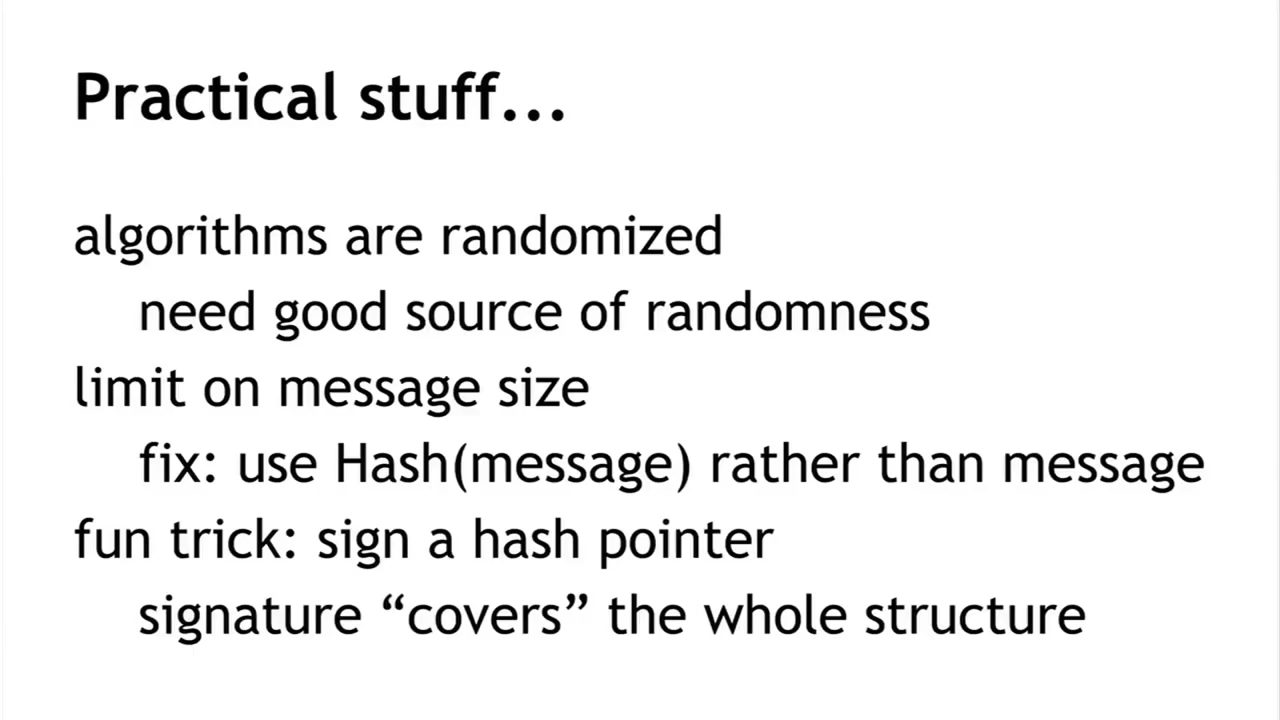 Practical stuff...
algorithms are randomized
need good source of randomness
limit on message size
fix: use Hash(message) rather than message
fun trick: sign a hash pointer
signature “covers” the whole structure